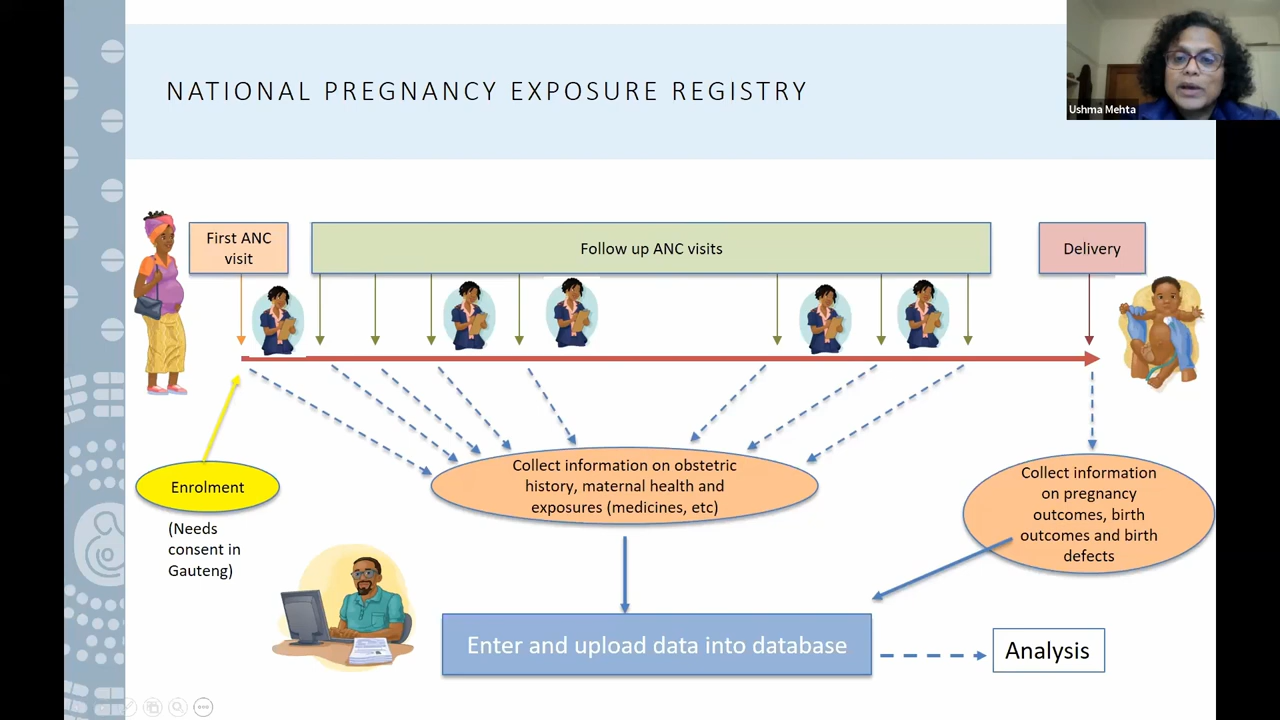 NATIONAL PREGNANCY EXPOSURE REGISTRY
Ushma Mehta
First ANC
visit
Follow up ANC visits
Delivery
Enrolment
(Needs
consent in
Gauteng)
Collect information on obstetric
history, maternal health and
exposures (medicines, etc)
Collect information
on pregnancy
outcomes, birth
outcomes and birth
defects
Enter and upload data into database
Analysis